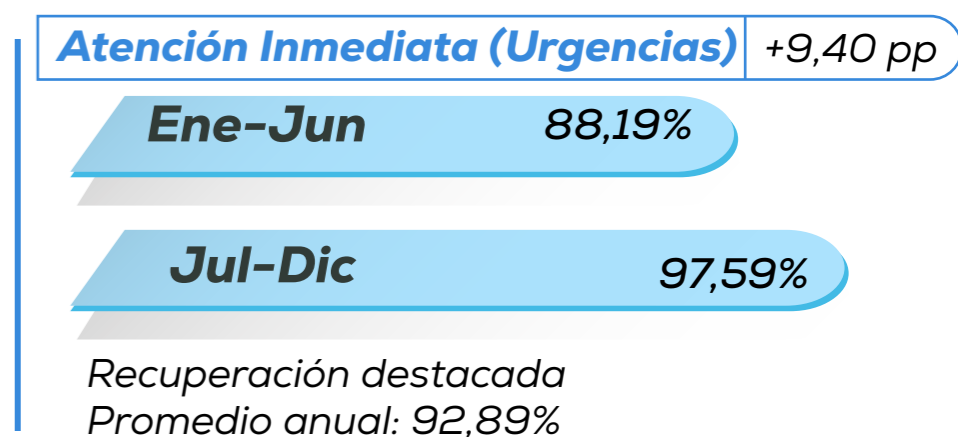 Atención Inmediata (Urgencias) +9,40 pp
Ene-Jun 88,19%
Jul-Dic 97,59%
Recuperación destacada
Promedio anual: 92,89%